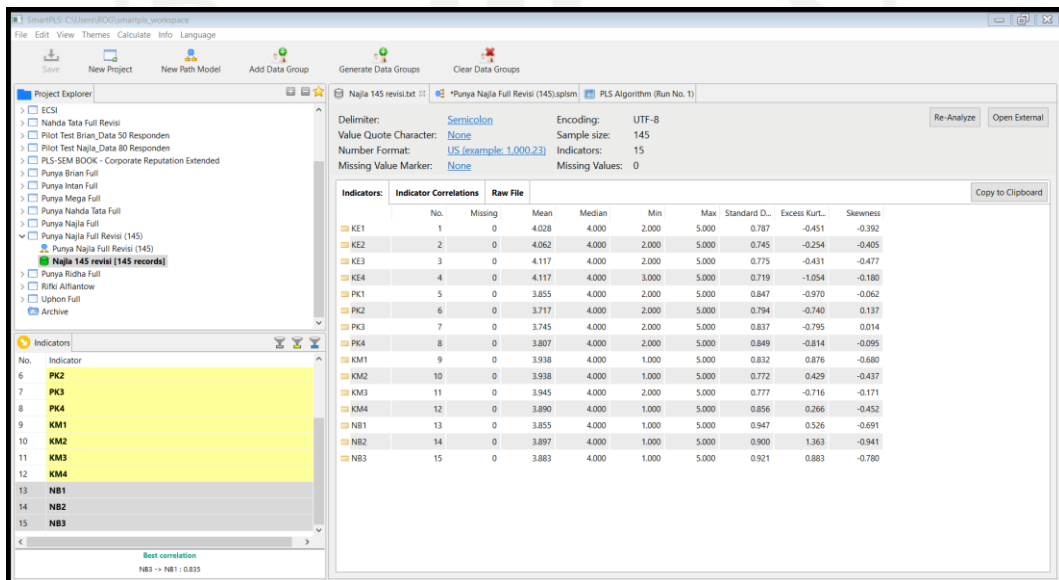 SmartPLS: C:\Users\ROG\smartpls_workspace
File Edit View Themes Calculate Info Language
Save New Project New Path Model Add Data Group Generate Data Groups Clear Data Groups
Project Explorer
ECSI
Nahda Tata Full Revisi
Pilot Test Brian_Data 50 Responden
Pilot Test Najla_Data 80 Responden
PLS-SEM BOOK - Corporate Reputation Extended
Punya Brian Full
Punya Intan Full
Punya Mega Full
Punya Nahda Tata Full
Punya Najla Full
Punya Najla Full Revisi (145)
Punya Najla Full Revisi (145)
Najla 145 revisi [145 records]
Punya Ridha Full
Rifki Alfiantow
Uphon Full
Archive
Indicators
No. Indicator
6 PK2
7 PK3
8 PK4
9 KM1
10 KM2
11 KM3
12 KM4
13 NB1
14 NB2
15 NB3
Best correlation
NB3 -> NB1 : 0.835
Najla 145 revisi.txt *Punya Najla Full Revisi (145).splsm PLS Algorithm (Run No. 1)
Delimiter: Semicolon Encoding: UTF-8
Value Quote Character: None Sample size: 145
Number Format: US (example: 1,000.23) Indicators: 15
Missing Value Marker: None Missing Values: 0
Re-Analyze Open External
Indicators: Indicator Correlations Raw File Copy to Clipboard
No. Missing Mean Median Min Max Standard D... Excess Kurt... Skewness
KE1 1 0 4.028 4.000 2.000 5.000 0.787 -0.451 -0.392
KE2 2 0 4.062 4.000 2.000 5.000 0.745 -0.254 -0.405
KE3 3 0 4.117 4.000 2.000 5.000 0.775 -0.431 -0.477
KE4 4 0 4.117 4.000 3.000 5.000 0.719 -1.054 -0.180
PK1 5 0 3.855 4.000 2.000 5.000 0.847 -0.970 -0.062
PK2 6 0 3.717 4.000 2.000 5.000 0.794 -0.740 0.137
PK3 7 0 3.745 4.000 2.000 5.000 0.837 -0.795 0.014
PK4 8 0 3.807 4.000 2.000 5.000 0.849 -0.814 -0.095
KM1 9 0 3.938 4.000 1.000 5.000 0.832 0.876 -0.680
KM2 10 0 3.938 4.000 1.000 5.000 0.772 0.429 -0.437
KM3 11 0 3.945 4.000 2.000 5.000 0.777 -0.716 -0.171
KM4 12 0 3.890 4.000 1.000 5.000 0.856 0.266 -0.452
NB1 13 0 3.855 4.000 1.000 5.000 0.947 0.526 -0.691
NB2 14 0 3.897 4.000 1.000 5.000 0.900 1.363 -0.941
NB3 15 0 3.883 4.000 1.000 5.000 0.921 0.883 -0.780